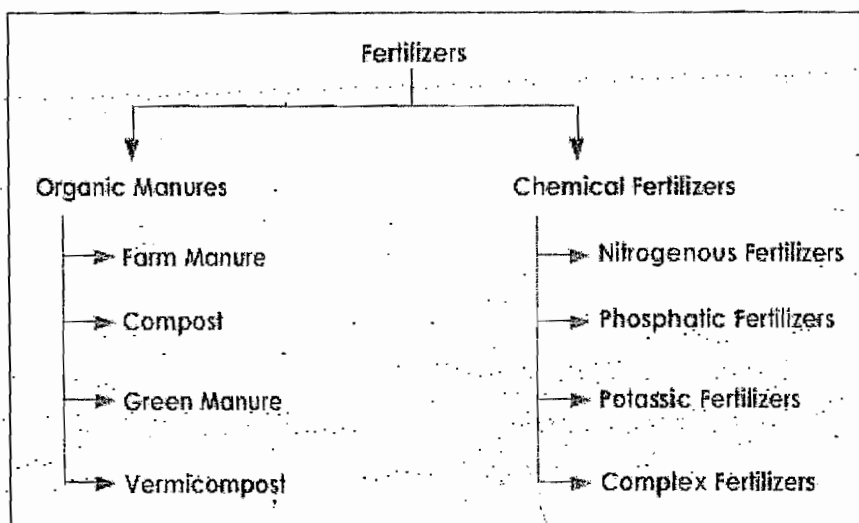 Fertilizers
Organic Manures
Farm Manure
Compost
Green Manure
Vermicompost
Chemical Fertilizers
Nitrogenous Fertilizers
Phosphatic Fertilizers
Potassic Fertilizers
Complex Fertilizers